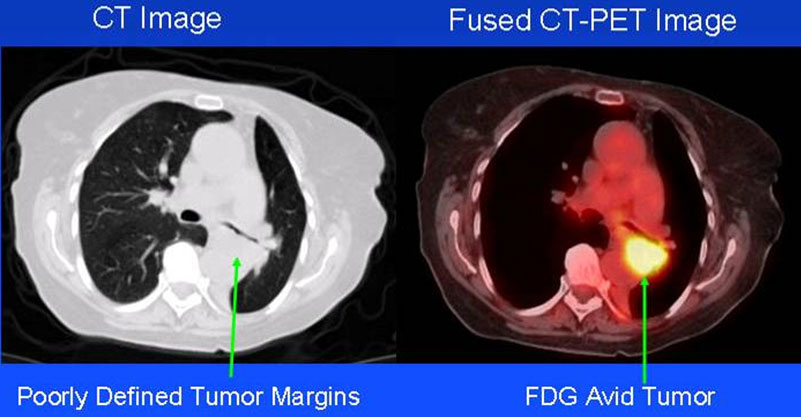 CT Image
Fused CT-PET Image
Poorly Defined Tumor Margins
FDG Avid Tumor